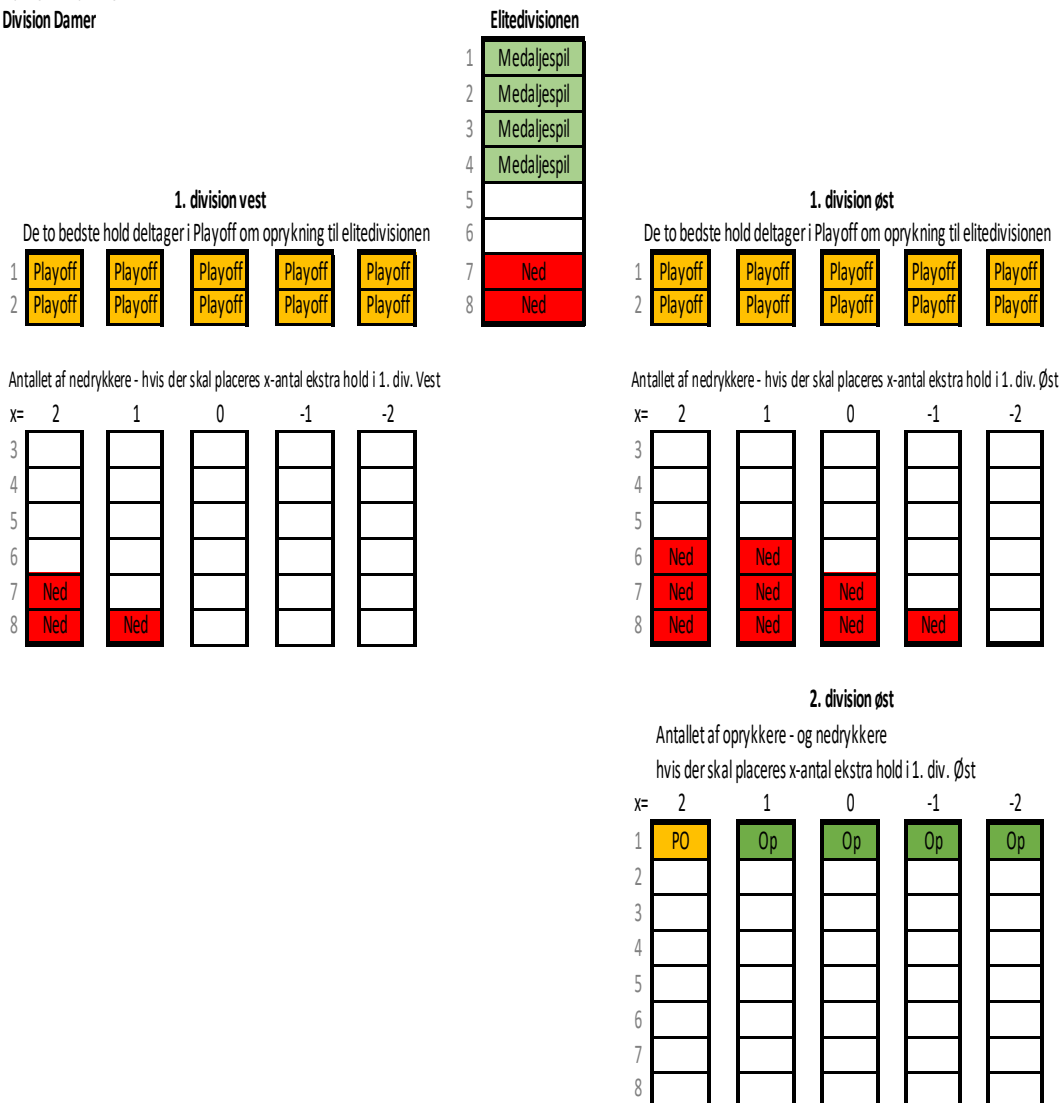 Division Damer
Elitedivisionen
1 Medaljespil
2 Medaljespil
3 Medaljespil
4 Medaljespil
5
6
7 Ned
8 Ned
1. division vest
De to bedste hold deltager i Playoff om oprykning til elitedivisionen
1 Playoff Playoff Playoff Playoff Playoff
2 Playoff Playoff Playoff Playoff Playoff
Antallet af nedrykkere - hvis der skal placeres x-antal ekstra hold i 1. div. Vest
x= 2 1 0 -1 -2
3
4
5
6
7 Ned
8 Ned Ned
1. division øst
De to bedste hold deltager i Playoff om oprykning til elitedivisionen
1 Playoff Playoff Playoff Playoff Playoff
2 Playoff Playoff Playoff Playoff Playoff
Antallet af nedrykkere - hvis der skal placeres x-antal ekstra hold i 1. div. Øst
x= 2 1 0 -1 -2
3
4
5
6 Ned Ned
7 Ned Ned Ned
8 Ned Ned Ned Ned
2. division øst
Antallet af oprykkere - og nedrykkere
hvis der skal placeres x-antal ekstra hold i 1. div. Øst
x= 2 1 0 -1 -2
1 PO Op Op Op Op
2
3
4
5
6
7
8